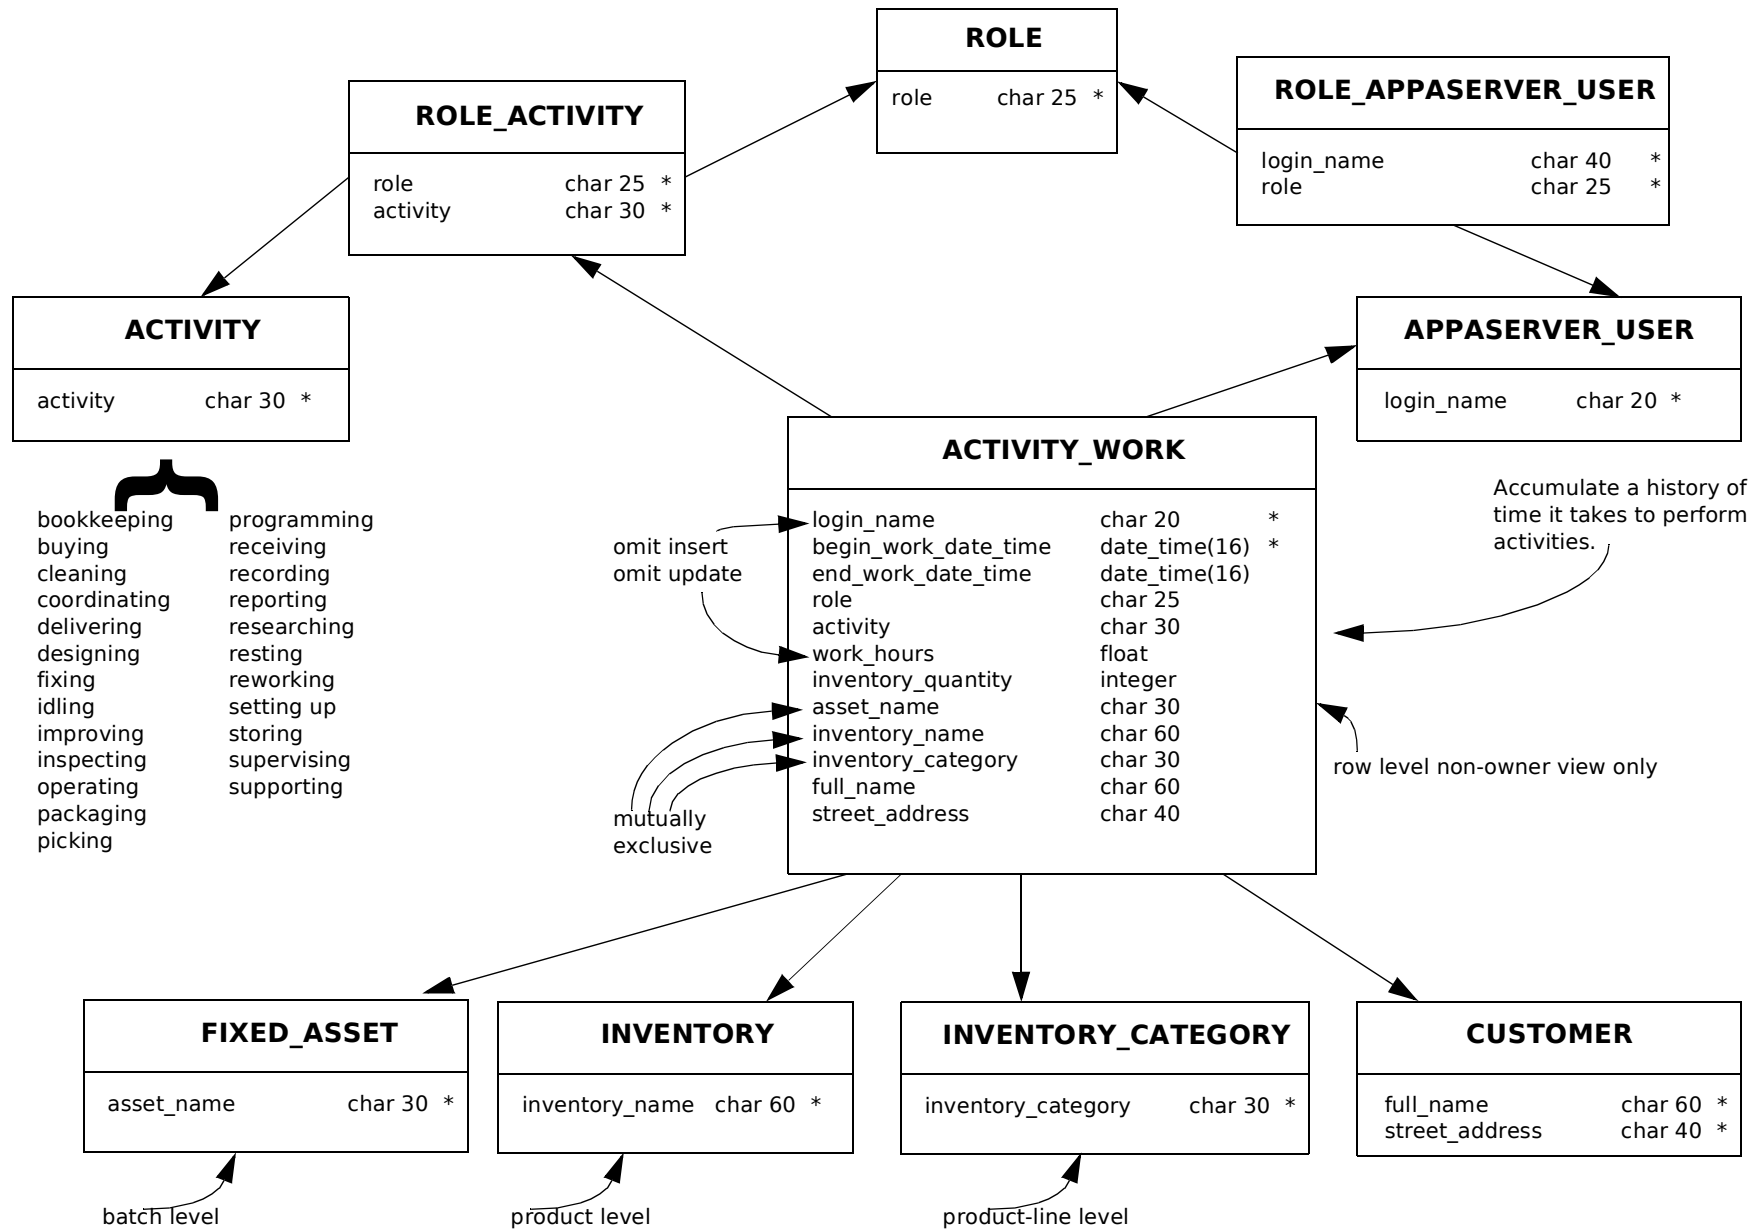 ROLE
role char 25 *
ROLE_APPASERVER_USER
login_name char 40 *
role char 25 *
ROLE_ACTIVITY
role char 25 *
activity char 30 *
ACTIVITY
activity char 30 *
APPASERVER_USER
login_name char 20 *
}
bookkeeping programming
buying receiving
cleaning recording
coordinating reporting
delivering researching
designing resting
fixing reworking
idling setting up
improving storing
inspecting supervising
operating supporting
packaging
picking
omit insert
omit update
mutually
exclusive
ACTIVITY_WORK
login_name char 20 *
begin_work_date_time date_time(16) *
end_work_date_time date_time(16)
role char 25
activity char 30
work_hours float
inventory_quantity integer
asset_name char 30
inventory_name char 60
inventory_category char 30
full_name char 60
street_address char 40
Accumulate a history of
time it takes to perform
activities.
row level non-owner view only
FIXED_ASSET
asset_name char 30 *
batch level
INVENTORY
inventory_name char 60 *
product level
INVENTORY_CATEGORY
inventory_category char 30 *
product-line level
CUSTOMER
full_name char 60 *
street_address char 40 *